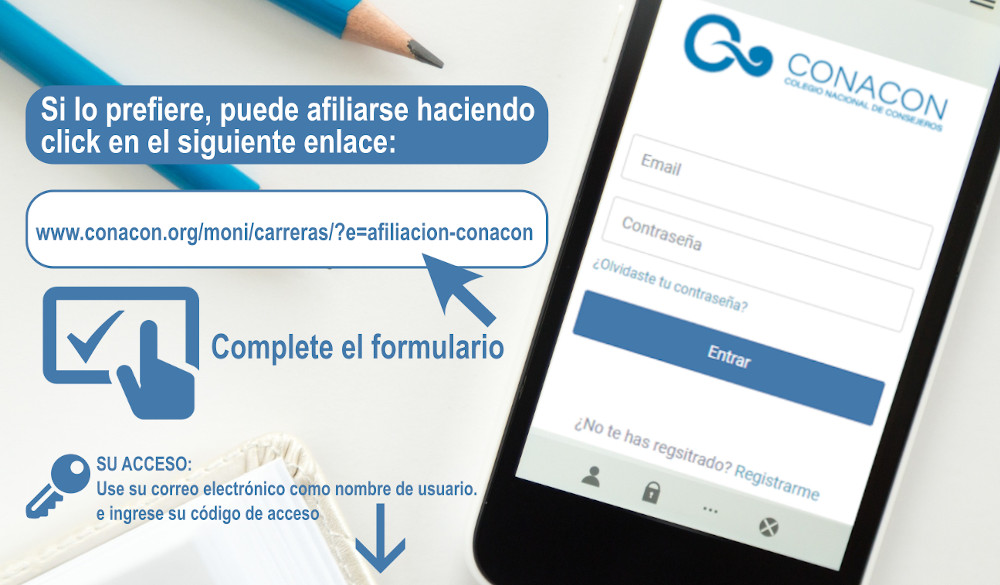 Si lo prefiere, puede afiliarse haciendo
click en el siguiente enlace:
www.conacon.org/moni/carreras/?e=afiliacion-conacon
Complete el formulario
SU ACCESO:
Use su correo electrónico como nombre de usuario.
e ingrese su código de acceso
CONACON
COLEGIO NACIONAL DE CONSEJEROS
Email
Contraseña
¿Olvidaste tu contraseña?
Entrar
¿No te has regsitrado? Registrarme